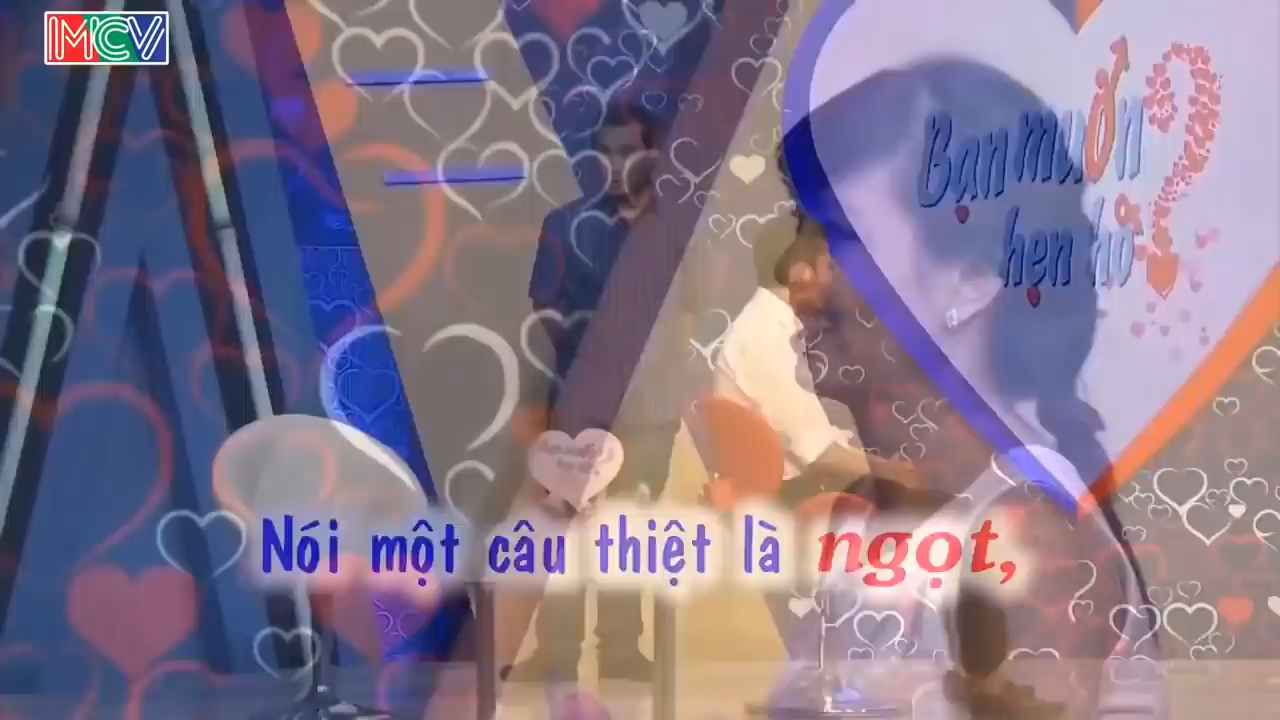 MCV
Bạn muốn
hẹn hò
?
Nói một câu thiệt là ngọt,